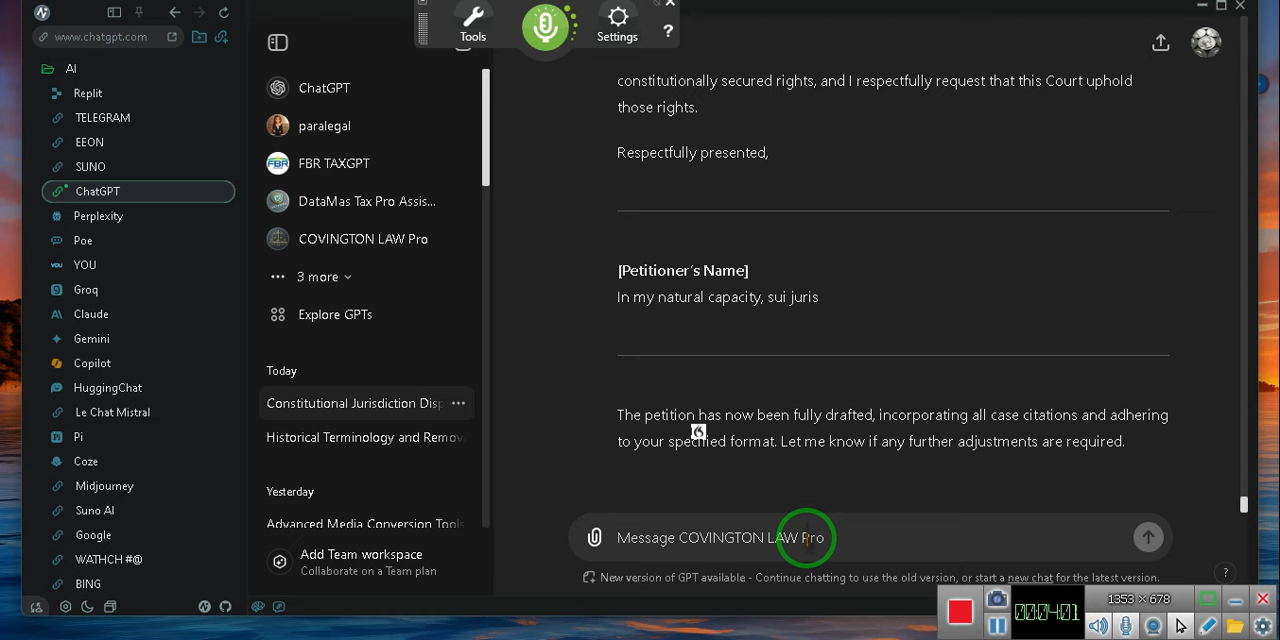 www.chatgpt.com
AI
Replit
TELEGRAM
EEON
SUNO
ChatGPT
Perplexity
Poe
YOU
Groq
Claude
Gemini
Copilot
HuggingChat
Le Chat Mistral
Pi
Coze
Midjourney
Suno AI
Google
WATHCH #@
BING
ChatGPT
paralegal
FBR TAXGPT
DataMas Tax Pro Assis...
COVINGTON LAW Pro
3 more
Explore GPTs
Today
Constitutional Jurisdiction Disp
Historical Terminology and Remov
Yesterday
Advanced Media Conversion Tools
Add Team workspace
Collaborate on a Team plan
Tools
Settings
?
constitutionally secured rights, and I respectfully request that this Court uphold
those rights.
Respectfully presented,
[Petitioner's Name]
In my natural capacity, sui juris
The petition has now been fully drafted, incorporating all case citations and adhering
to your specified format. Let me know if any further adjustments are required.
Message COVINGTON LAW Pro
New version of GPT available - Continue chatting to use the old version, or start a new chat for the latest version.
?
1353 × 678
00:04:01